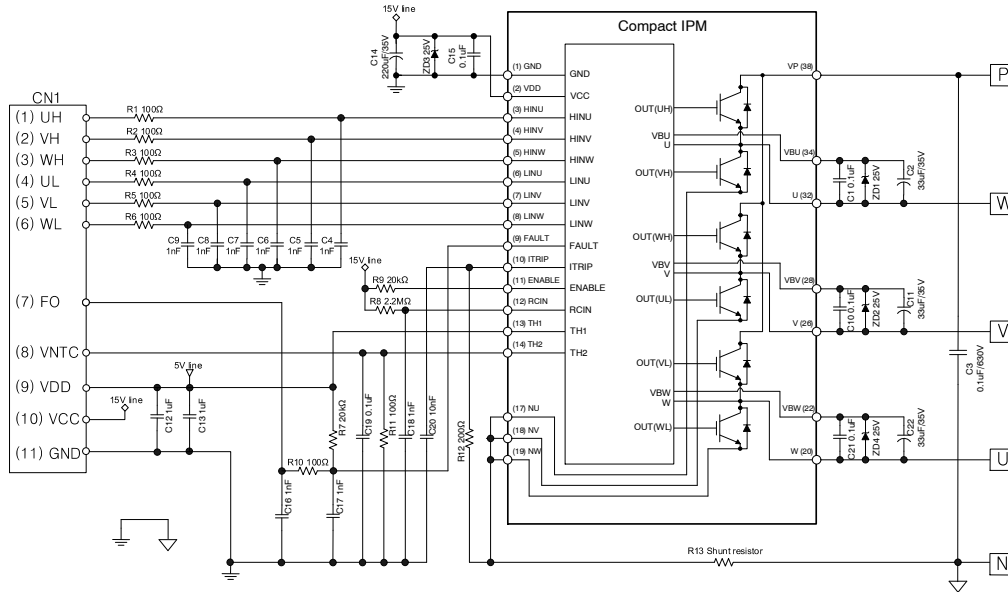 15V line
Compact IPM
C14
220uF/35V
ZD3 25V
C15
0.1uF
(1) GND
GND
VP (38)
P
(2) VDD
VCC
CN1
(1) UH
R1 100Ω
(3) HINU
HINU
OUT(UH)
(2) VH
R2 100Ω
(4) HINV
HINV
VBU
U
(3) WH
R3 100Ω
(5) HINW
HINW
VBU (34)
(4) UL
R4 100Ω
(6) LINU
LINU
OUT(VH)
C1 0.1uF
ZD1 25V
C2
33uF/35V
(5) VL
R5 100Ω
(7) LINV
LINV
U (32)
W
(6) WL
R6 100Ω
(8) LINW
LINW
OUT(WH)
C9
1nF
C8
1nF
C7
1nF
C6
1nF
C5
1nF
C4
1nF
(9) FAULT
FAULT
15V line
(10) ITRIP
ITRIP
VBV
V
R9 20kΩ
(11) ENABLE
ENABLE
VBV (28)
(7) FO
R8 2.2MΩ
(12) RCIN
RCIN
OUT(UL)
C10 0.1uF
ZD2 25V
C11
33uF/35V
(13) TH1
TH1
V (26)
V
(8) VNTC
(14) TH2
TH2
OUT(VL)
C3
0.1uF/630V
5V line
(9) VDD
15V line
VBW
W
(10) VCC
C12 1uF
C13 1uF
R7 20kΩ
C19 0.1uF
R11 100Ω
C18 1nF
C20 10nF
R12 200Ω
(17) NU
VBW (22)
(18) NV
OUT(WL)
C21 0.1uF
ZD4 25V
C22
33uF/35V
(11) GND
R10 100Ω
(19) NW
W (20)
U
C16 1nF
C17 1nF
R13 Shunt resistor
N